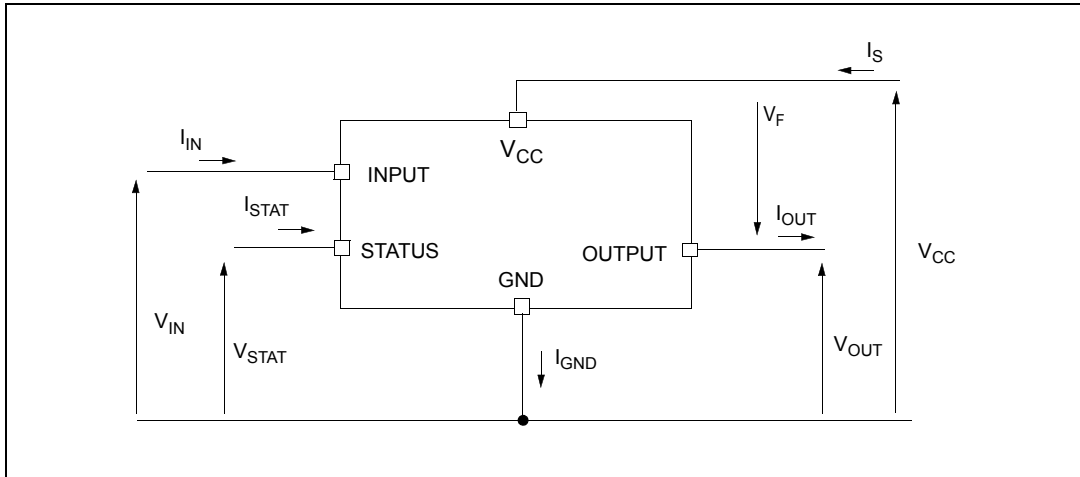 I_S
V_F
I_IN
V_CC
INPUT
I_STAT
I_OUT
STATUS
OUTPUT
V_CC
GND
V_IN
V_STAT
I_GND
V_OUT